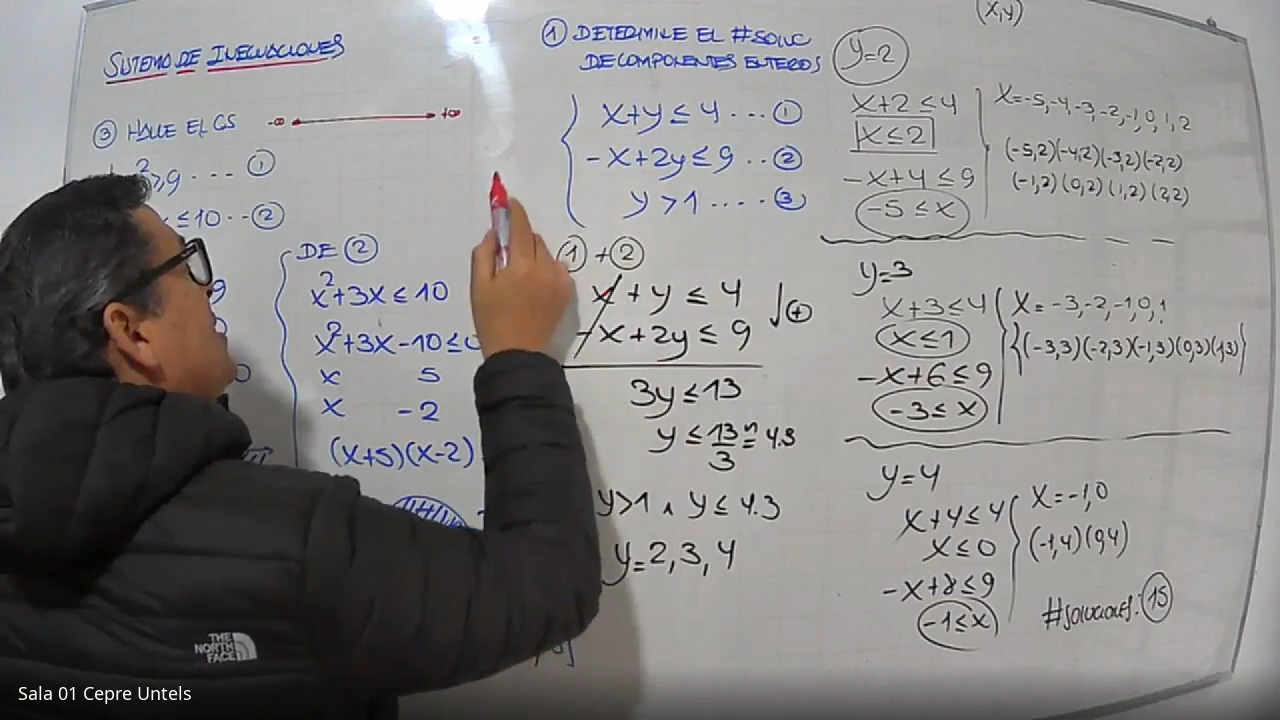 SISTEMA DE INECUACIONES
③ HALLE EL CS -∞ +∞
²≥9 .... ①
≤10 .. ②
9
0
DE ②
x²+3x ≤ 10
x²+3x-10≤0
x 5
x -2
(x+5)(x-2)
① DETERMINE EL #SOLUC
DE COMPONENTES ENTEROS
x+y ≤ 4 ... ①
-x+2y ≤ 9 .. ②
y > 1 .... ③
① + ②
x + y ≤ 4
-x + 2y ≤ 9
↓⊕
3y ≤ 13
y ≤ 13/3 ≃ 4.3
y>1 ∧ y ≤ 4.3
y=2, 3, 4
(x,y)
y=2
x+2 ≤ 4
x ≤ 2
-x+4 ≤ 9
-5 ≤ x
x=-5,-4,-3,-2,-1,0,1,2
(-5,2)(-4,2)(-3,2)(-2,2)
(-1,2)(0,2)(1,2)(2,2)
y=3
x+3 ≤ 4
x ≤ 1
-x+6 ≤ 9
-3 ≤ x
x=-3,-2,-1,0,1
(-3,3)(-2,3)(-1,3)(0,3)(1,3)
y=4
x+4 ≤ 4
x ≤ 0
-x+8 ≤ 9
-1 ≤ x
x=-1,0
(-1,4)(0,4)
#SOLUCIONES: 15
THE
NORTH
FACE
Sala 01 Cepre Untels